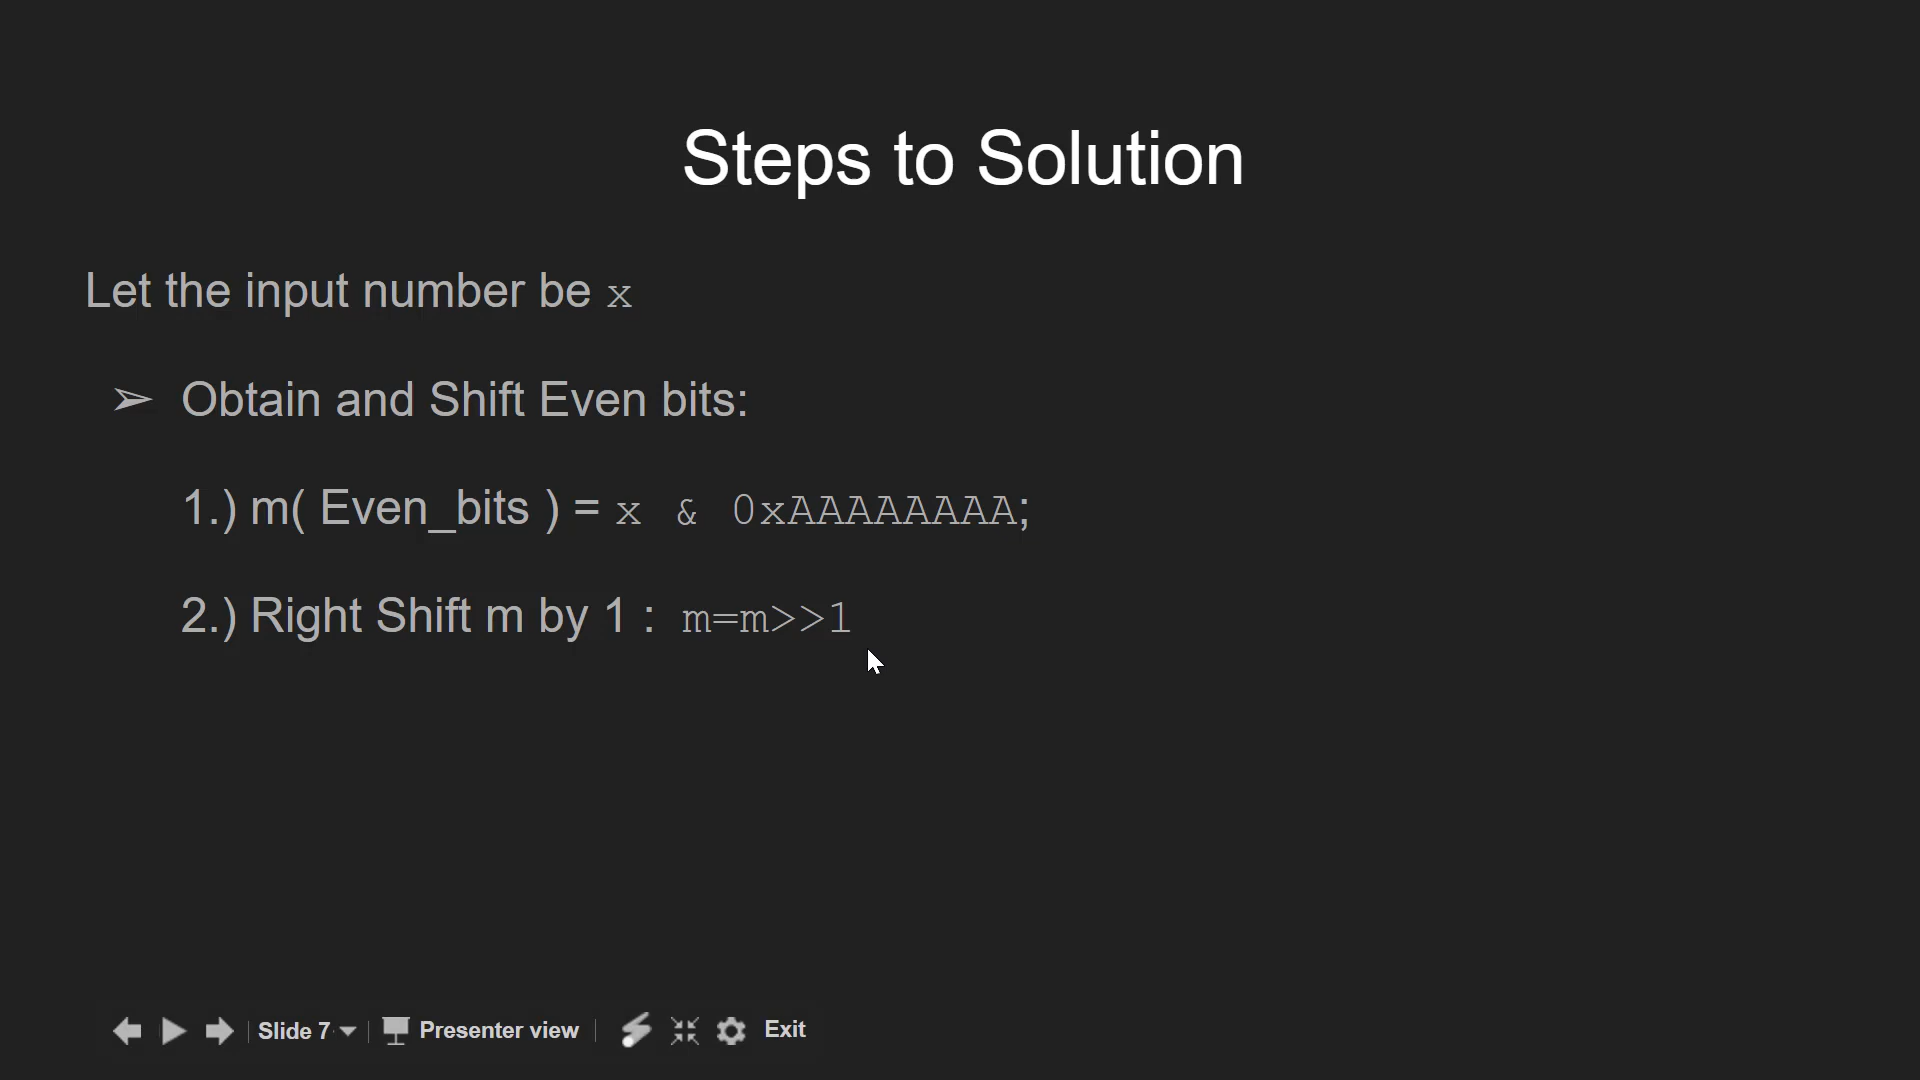 Steps to Solution
Let the input number be x
➢ Obtain and Shift Even bits:
1.) m( Even_bits ) = x & 0xAAAAAAAA;
2.) Right Shift m by 1 : m=m>>1
Slide 7 Presenter view Exit